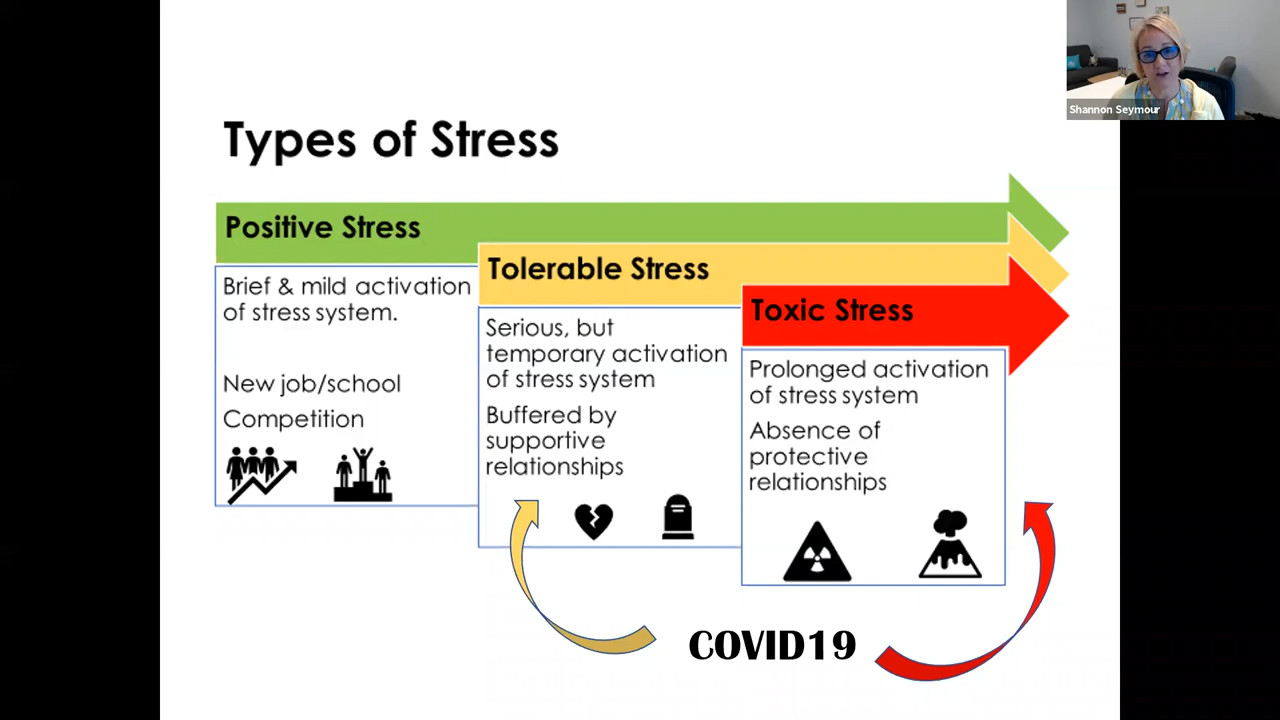 Shannon Seymour
Types of Stress
Positive Stress
Brief & mild activation
of stress system.
New job/school
Competition
Tolerable Stress
Serious, but
temporary activation
of stress system
Buffered by
supportive
relationships
Toxic Stress
Prolonged activation
of stress system
Absence of
protective
relationships
COVID19